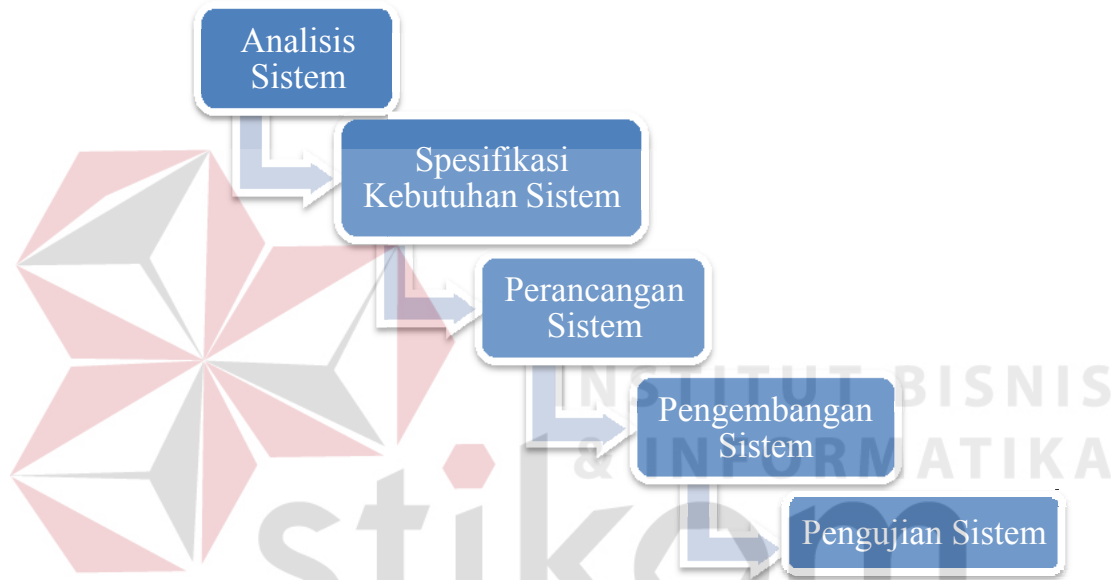 Analisis
Sistem
Spesifikasi
Kebutuhan Sistem
Perancangan
Sistem
INSTITUT BISNIS
Pengembangan
Sistem
& INFORMATIKA
stikom
Pengujian Sistem